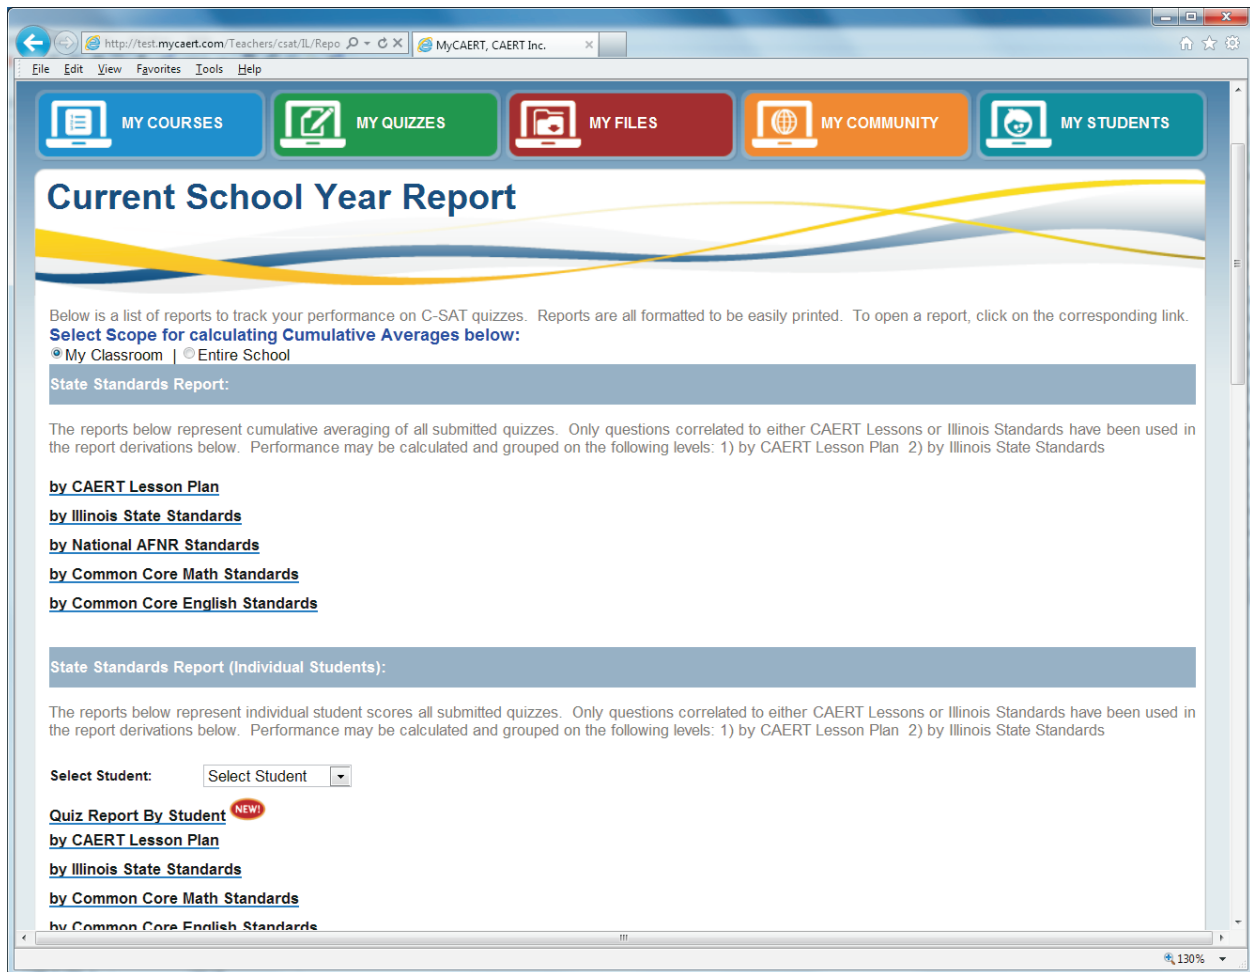 http://test.mycaert.com/Teachers/csat/IL/Repo
MyCAERT, CAERT Inc.
File Edit View Favorites Tools Help
MY COURSES
MY QUIZZES
MY FILES
MY COMMUNITY
MY STUDENTS
Current School Year Report
Below is a list of reports to track your performance on C-SAT quizzes. Reports are all formatted to be easily printed. To open a report, click on the corresponding link.
Select Scope for calculating Cumulative Averages below:
My Classroom | Entire School
State Standards Report:
The reports below represent cumulative averaging of all submitted quizzes. Only questions correlated to either CAERT Lessons or Illinois Standards have been used in
the report derivations below. Performance may be calculated and grouped on the following levels: 1) by CAERT Lesson Plan 2) by Illinois State Standards
by CAERT Lesson Plan
by Illinois State Standards
by National AFNR Standards
by Common Core Math Standards
by Common Core English Standards
State Standards Report (Individual Students):
The reports below represent individual student scores all submitted quizzes. Only questions correlated to either CAERT Lessons or Illinois Standards have been used in
the report derivations below. Performance may be calculated and grouped on the following levels: 1) by CAERT Lesson Plan 2) by Illinois State Standards
Select Student: Select Student
Quiz Report By Student NEW!
by CAERT Lesson Plan
by Illinois State Standards
by Common Core Math Standards
by Common Core English Standards
130%